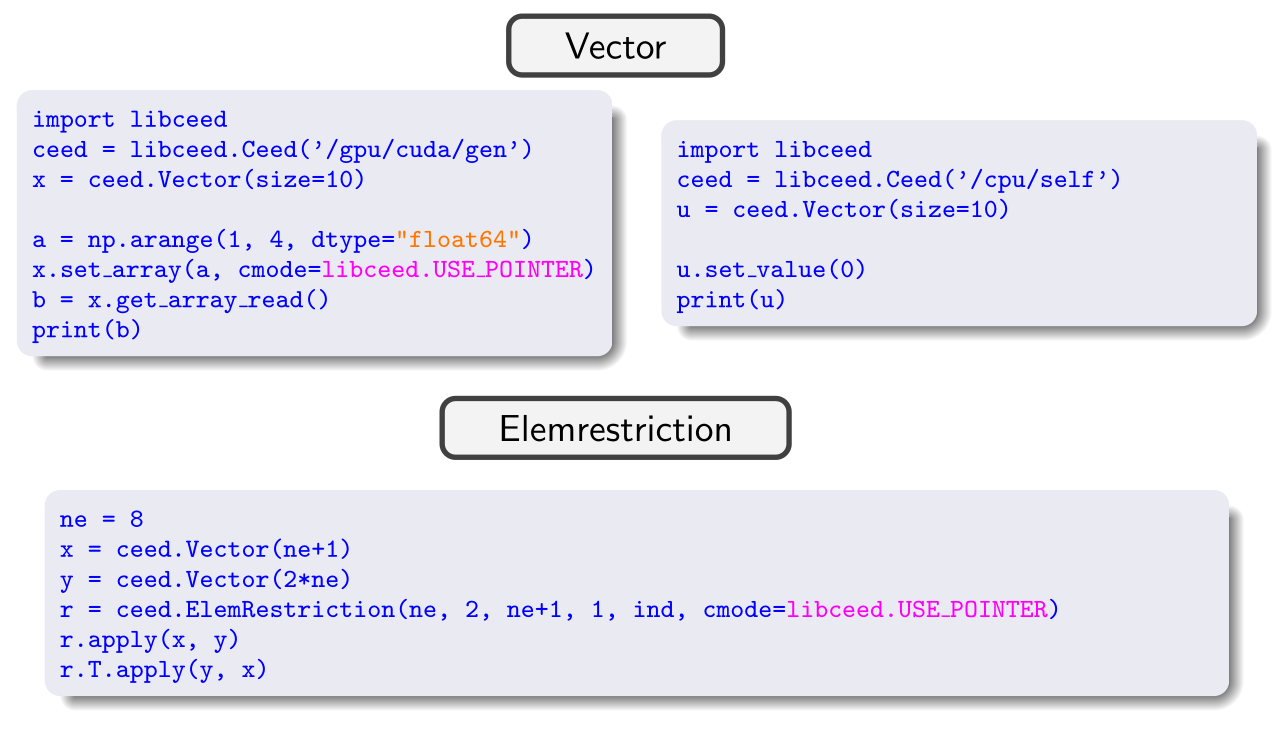 Vector
import libceed
ceed = libceed.Ceed('/gpu/cuda/gen')
x = ceed.Vector(size=10)
a = np.arange(1, 4, dtype="float64")
x.set_array(a, cmode=libceed.USE_POINTER)
b = x.get_array_read()
print(b)
import libceed
ceed = libceed.Ceed('/cpu/self')
u = ceed.Vector(size=10)
u.set_value(0)
print(u)
Elemrestriction
ne = 8
x = ceed.Vector(ne+1)
y = ceed.Vector(2*ne)
r = ceed.ElemRestriction(ne, 2, ne+1, 1, ind, cmode=libceed.USE_POINTER)
r.apply(x, y)
r.T.apply(y, x)